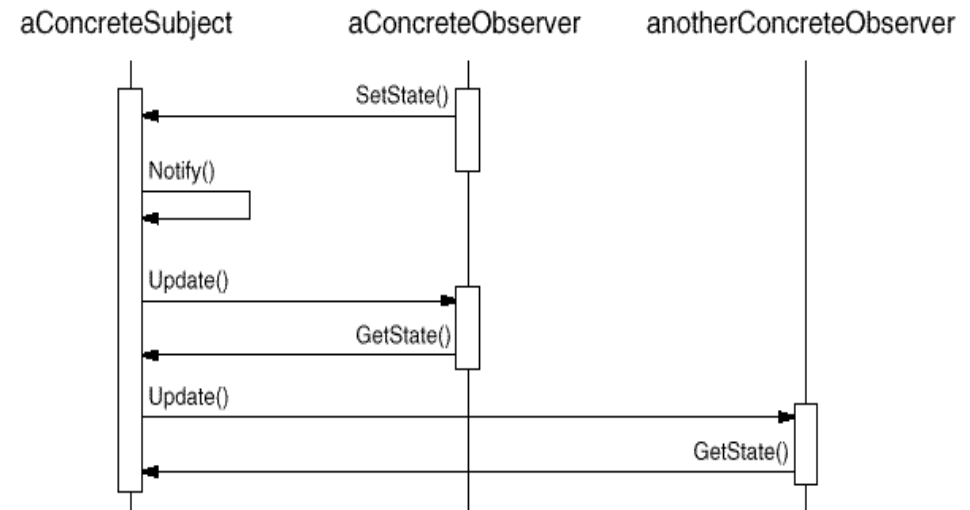 aConcreteSubject aConcreteObserver anotherConcreteObserver
SetState()
Notify()
Update()
GetState()
Update()
GetState()